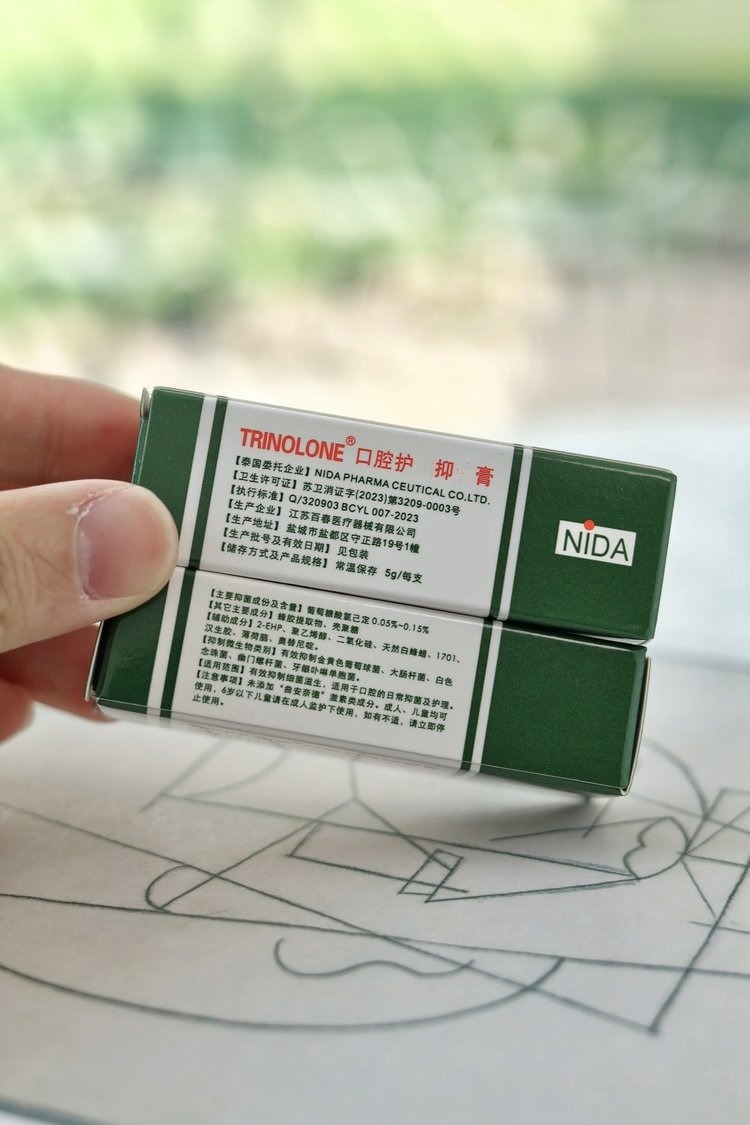 TRINOLONE® 口腔护 抑 膏
【泰国委托企业】NIDA PHARMA CEUTICAL CO.LTD.
【卫生许可证】苏卫消证字(2023)第3209-0003号
【执行标准】Q/320903 BCYL 007-2023
【生产企业】江苏百春医疗器械有限公司
【生产地址】盐城市盐都区守正路19号1幢
【生产批号及有效日期】见包装
【储存方式及产品规格】常温保存 5g/每支
NIDA
【主要抑菌成份及含量】葡萄糖酸氯己定0.05%~0.15%
【其它主要成分】蜂胶提取物、壳聚糖
【辅助成分】2-EHP、聚乙烯醇、二氧化硅、天然白蜂蜡、1701、
汉生胶、薄荷脑、奥替尼啶。
【抑制微生物类别】有效抑制金黄色葡萄球菌、大肠杆菌、白色
念珠菌、幽门螺杆菌、牙龈卟啉单胞菌。
【适用范围】有效抑制细菌滋生，适用于口腔的日常抑菌及护理。
【注意事项】未添加“曲安奈德”激素类成分。成人、儿童均可
使用，6岁以下儿童请在成人监护下使用，如有不适，请立即停
止使用。